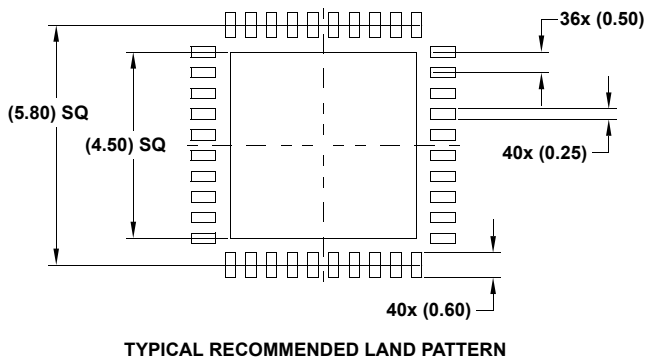 36x (0.50)
(5.80) SQ
(4.50) SQ
40x (0.25)
40x (0.60)
TYPICAL RECOMMENDED LAND PATTERN